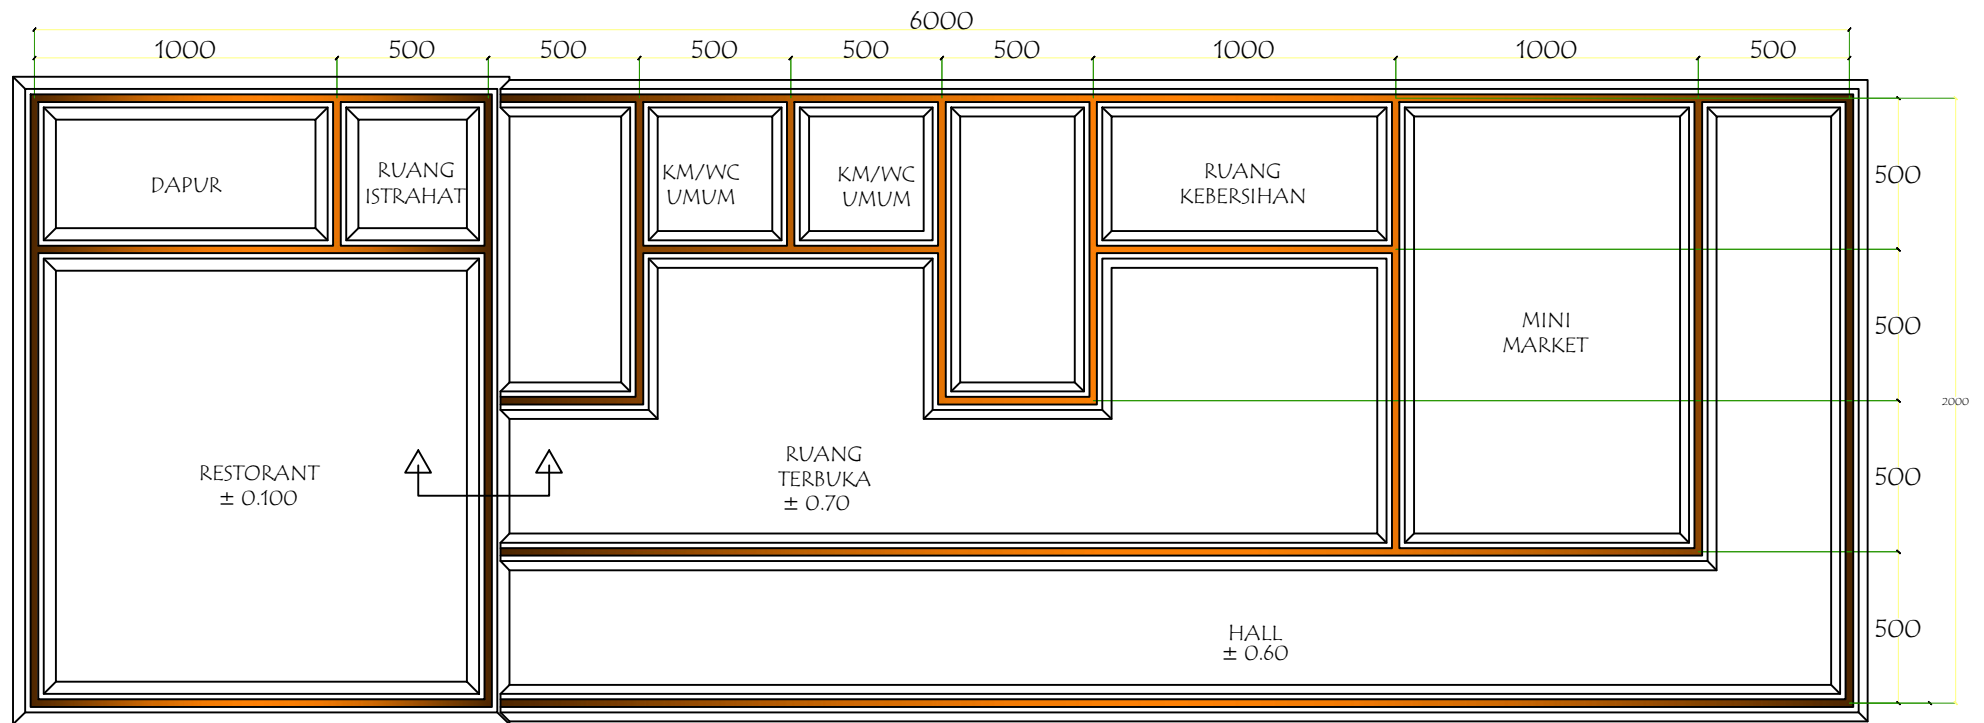 6000
1000 500 500 500 500 500 1000 1000 500
DAPUR
RUANG
ISTRAHAT
KM/WC
UMUM
KM/WC
UMUM
RUANG
KEBERSIHAN
500
MINI
MARKET
500
2000
RESTORANT
± 0.100
RUANG
TERBUKA
± 0.70
500
HALL
± 0.60
500